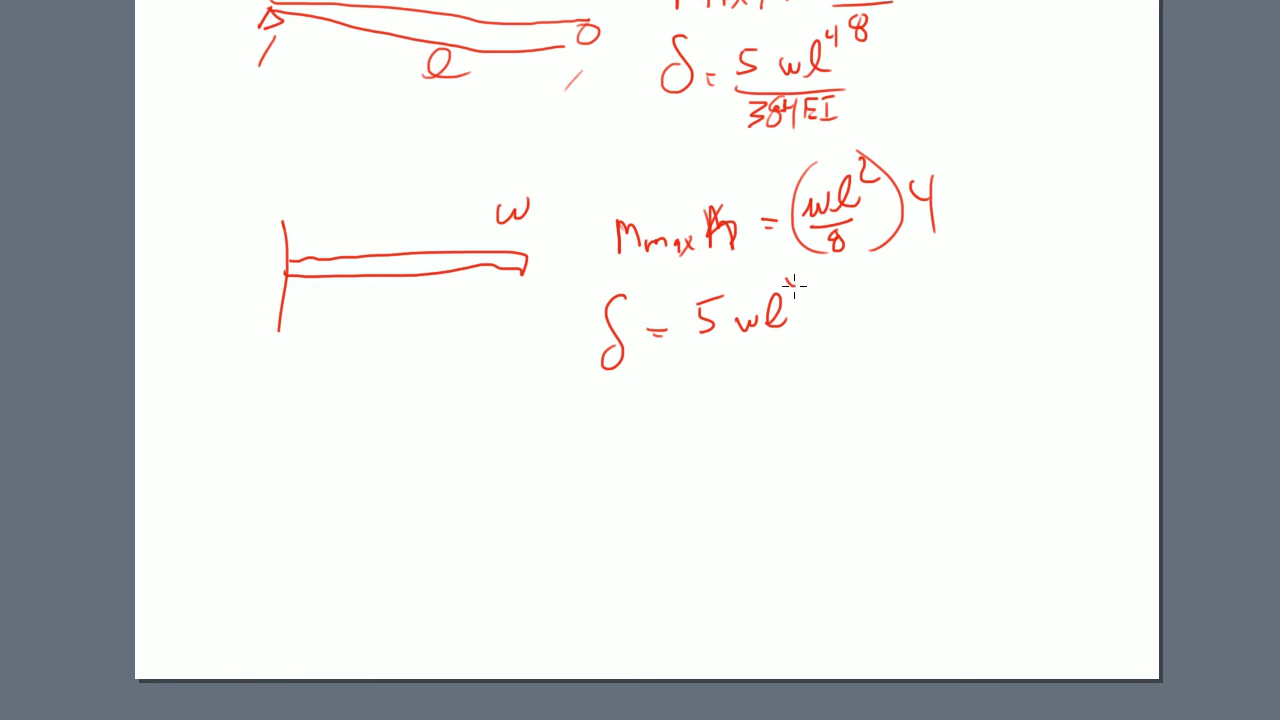 8
δ = 5 wl⁴
384EI
l
w
Mmax = (wl²
8) 4
δ = 5 wl